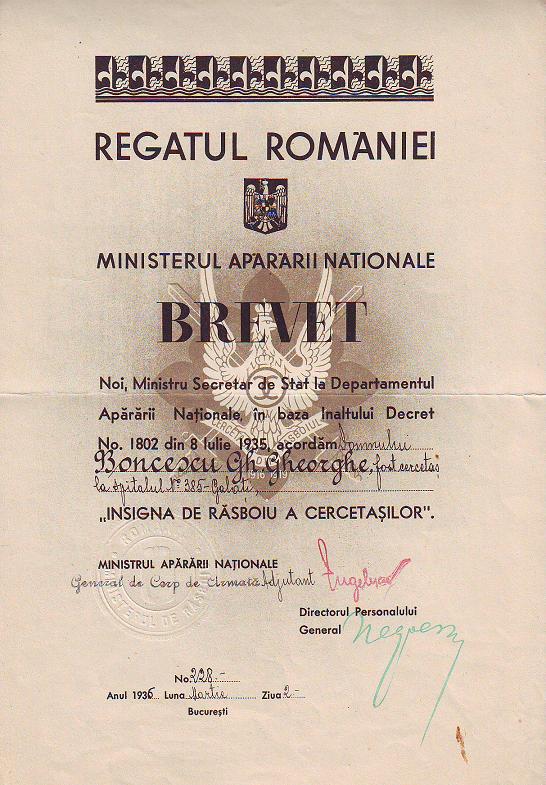 REGATUL ROMÂNIEI
MINISTERUL APĂRĂRII NATIONALE
BREVET
Noi, Ministru Secretar de Stat la Departamentul
Apărării Naționale, în baza Inaltului Decret
No. 1802 din 8 Iulie 1935, acordăm Domnului
Boncescu Gh. Gheorghe, fost cercetaș
la spitalul No 385-Galați,
1916 1919
„INSIGNA DE RĂSBOIU A CERCETAȘILOR".
MINISTRUL APĂRĂRII NAȚIONALE
General de Corp de Armată Adjutant
Directorul Personalului
General
No. 228.-
Anul 1936 Luna Martie Ziua 2-
București